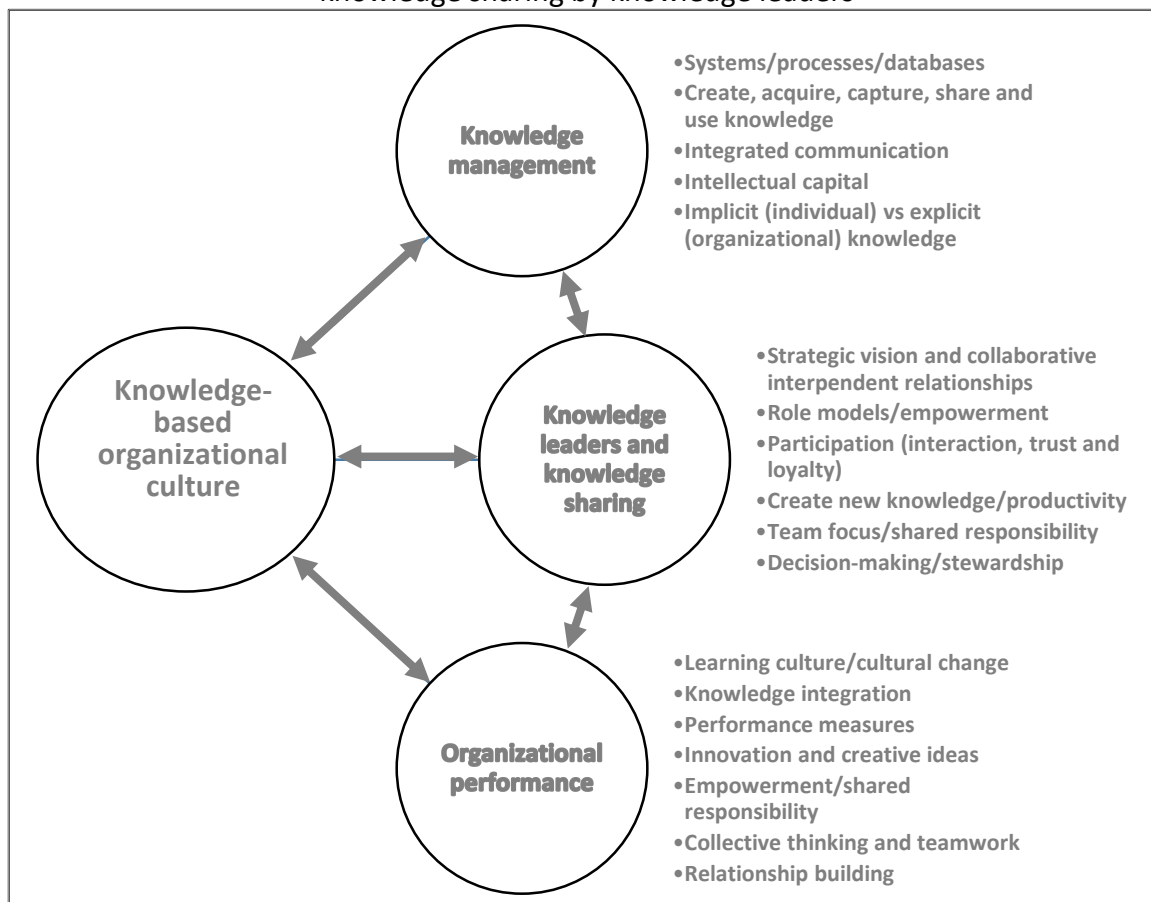 knowledge sharing by knowledge leaders
Knowledge
management
•Systems/processes/databases
•Create, acquire, capture, share and
use knowledge
•Integrated communication
•Intellectual capital
•Implicit (individual) vs explicit
(organizational) knowledge
Knowledge-
based
organizational
culture
Knowledge
leaders and
knowledge
sharing
•Strategic vision and collaborative
interpendent relationships
•Role models/empowerment
•Participation (interaction, trust and
loyalty)
•Create new knowledge/productivity
•Team focus/shared responsibility
•Decision-making/stewardship
Organizational
performance
•Learning culture/cultural change
•Knowledge integration
•Performance measures
•Innovation and creative ideas
•Empowerment/shared
responsibility
•Collective thinking and teamwork
•Relationship building